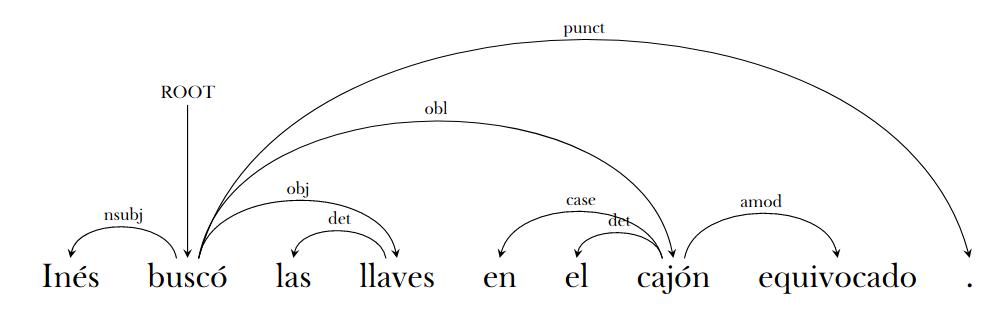 punct
ROOT
obl
obj
case
amod
nsubj
det
det
Inés buscó las llaves en el cajón equivocado .